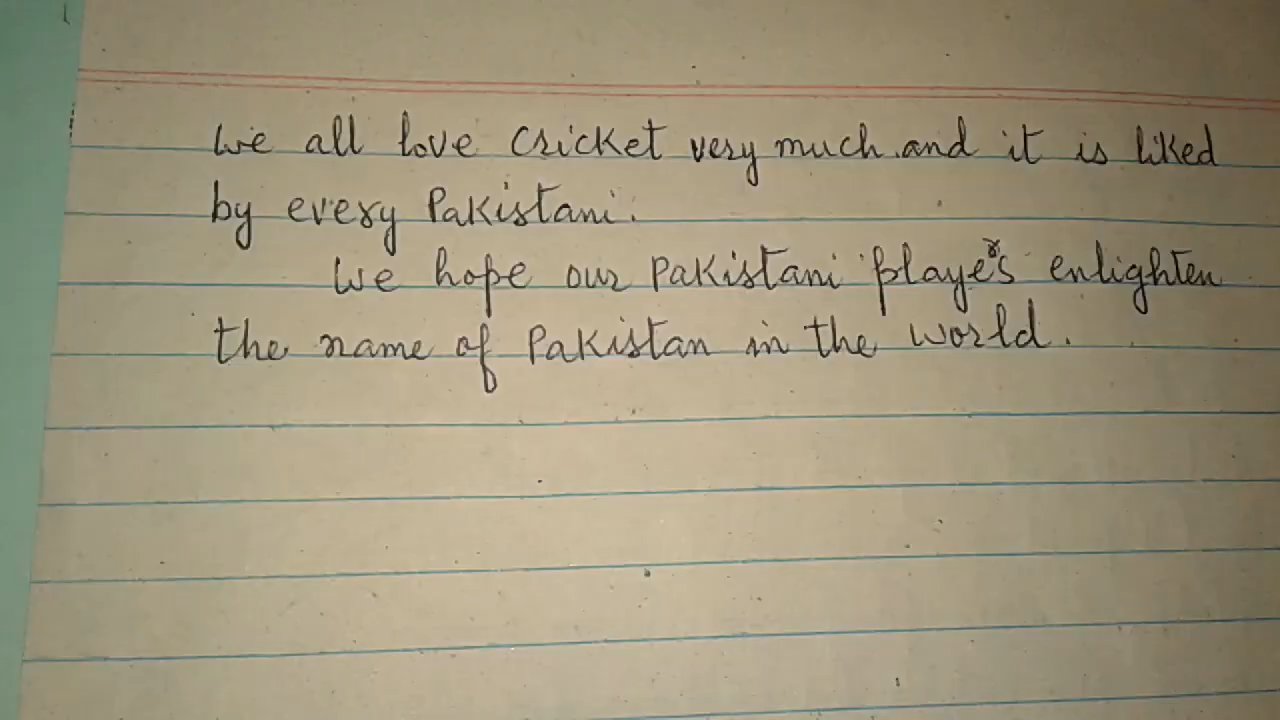 We all love Cricket very much and it is liked
by every Pakistani.
We hope our Pakistani players enlighten
the name of Pakistan in the world.